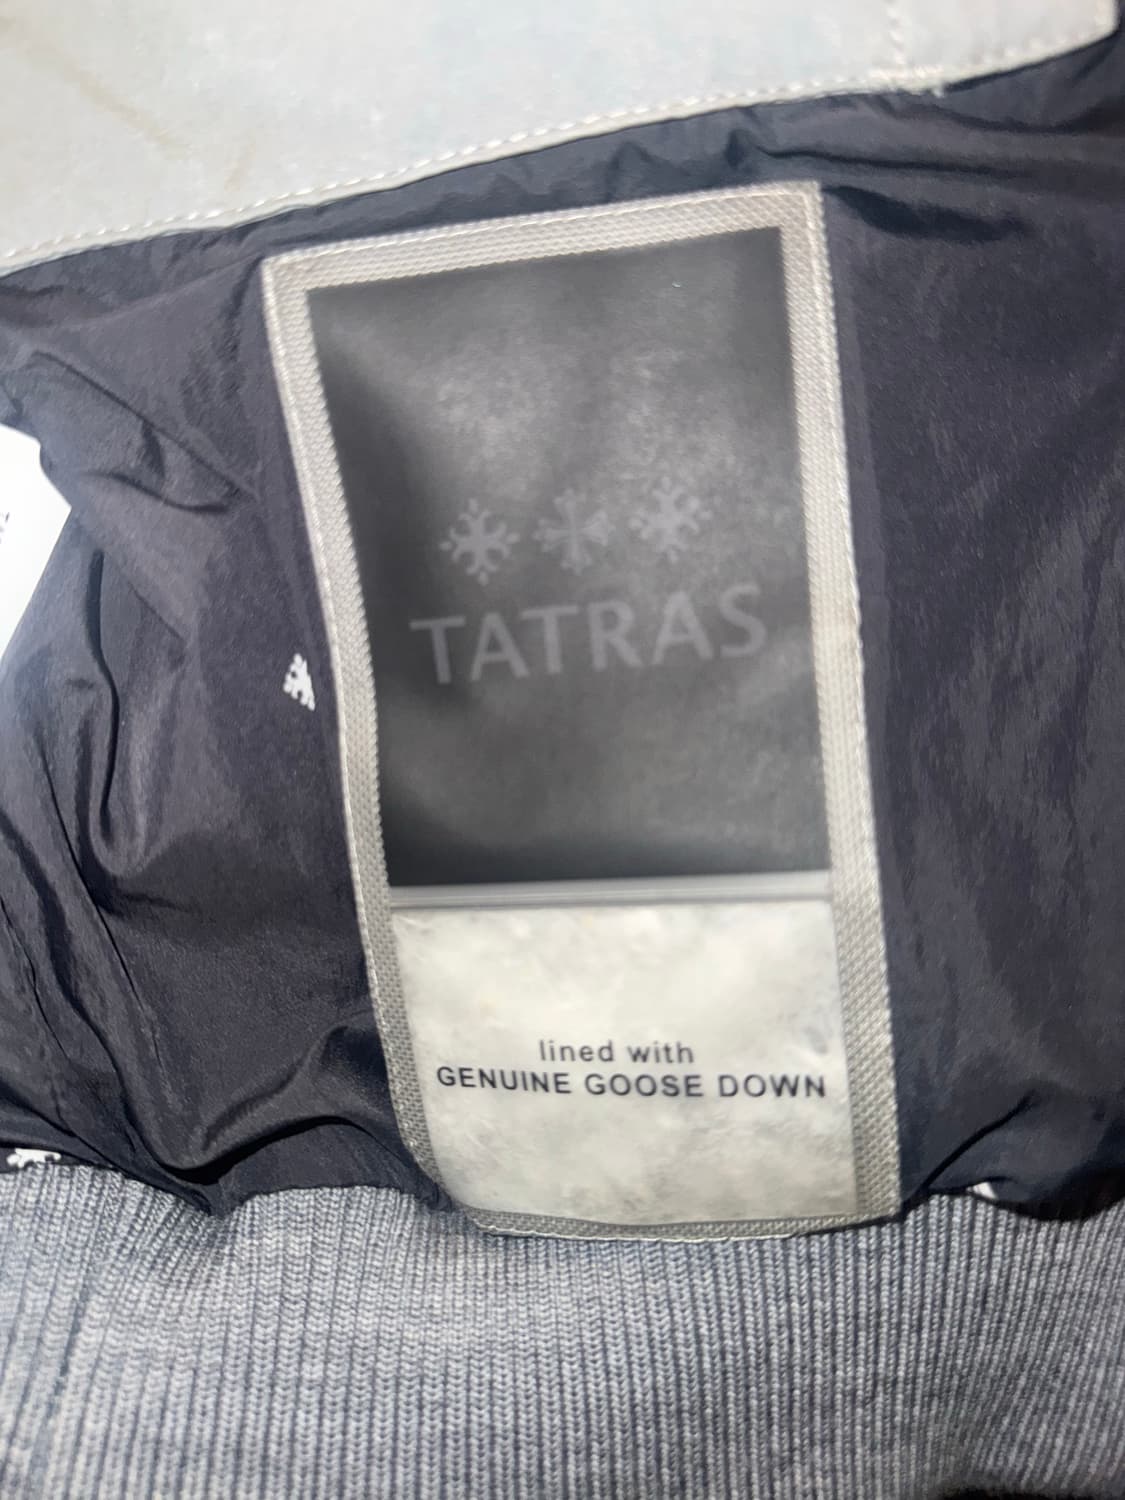 TATRAS
lined with
GENUINE GOOSE DOWN